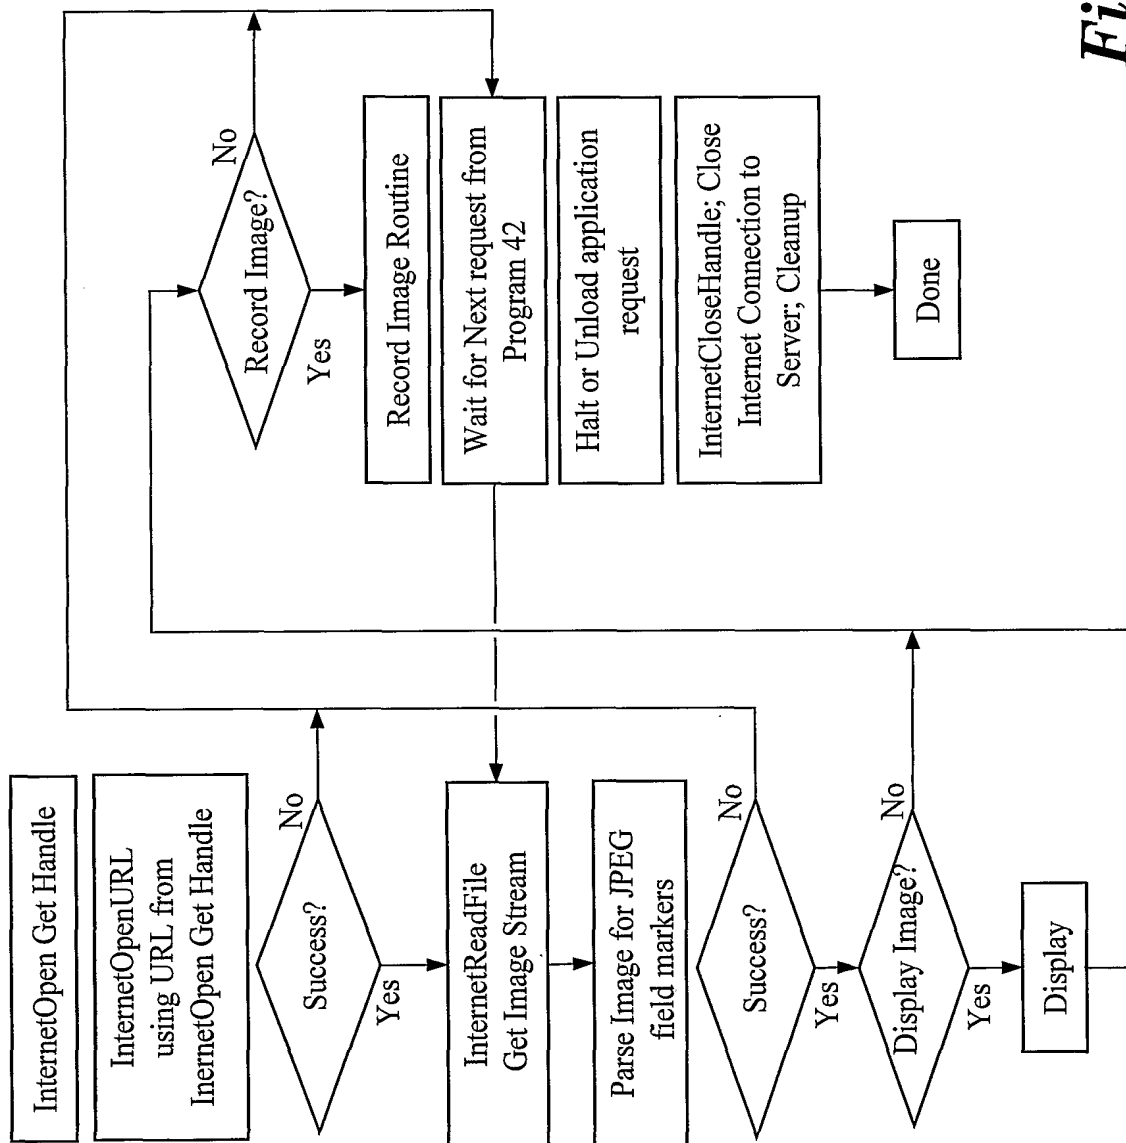 InternetOpen Get Handle
InternetOpenURL
using URL from
InernetOpen Get Handle
Success?
No
Yes
InternetReadFile
Get Image Stream
Parse Image for JPEG
field markers
Success?
No
Yes
Display Image?
No
Yes
Display
Record Image?
No
Yes
Record Image Routine
Wait for Next request from
Program 42
Halt or Unload application
request
InternetCloseHandle; Close
Internet Connection to
Server; Cleanup
Done
Fi